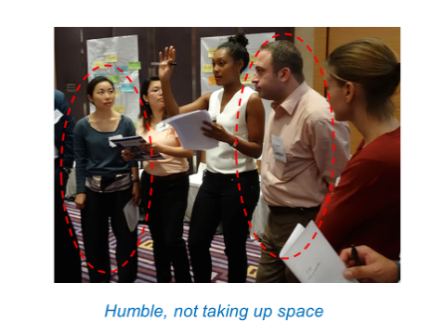 Humble, not taking up space